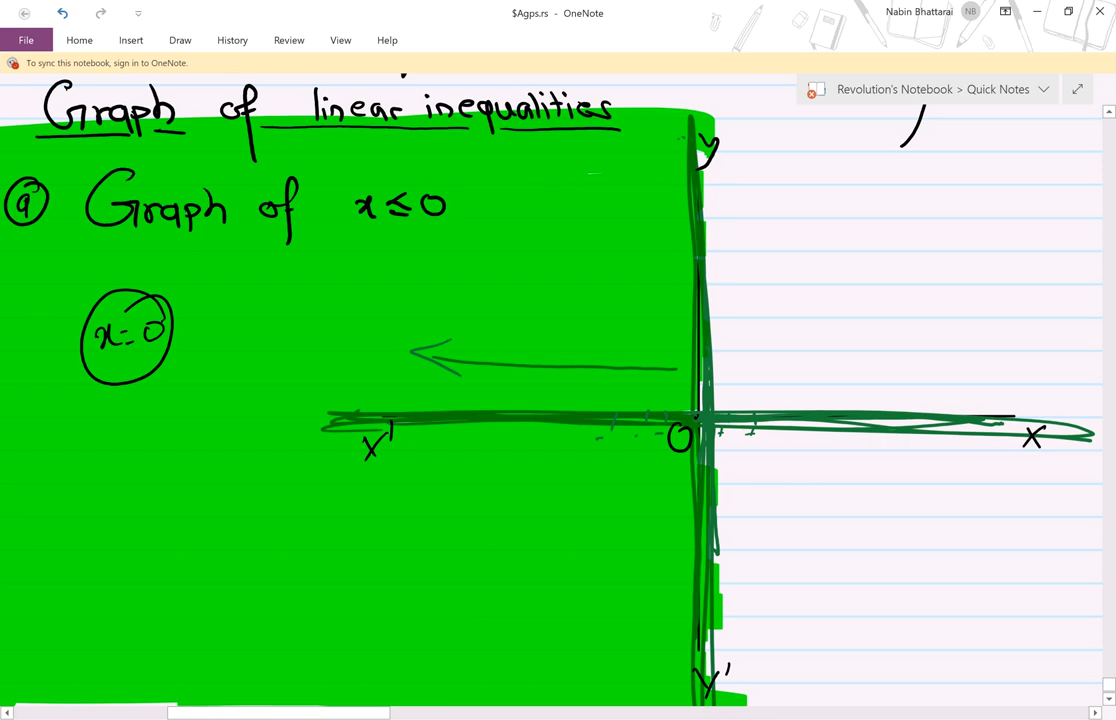 $Agps.rs - OneNote
Nabin Bhattarai NB
File Home Insert Draw History Review View Help
To sync this notebook, sign in to OneNote.
Revolution's Notebook > Quick Notes
Graph of linear inequalities
a Graph of x ≤ 0
x = 0
y
X' O X
y'